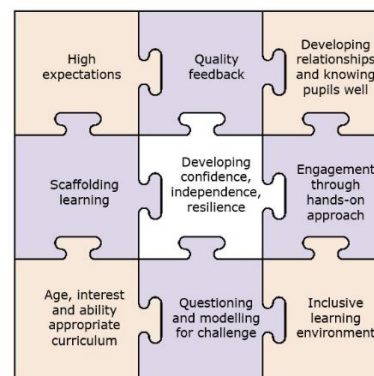 High
expectations
Quality
feedback
Developing
relationships
and knowing
pupils well
Scaffolding
learning
Developing
confidence,
independence,
resilience
Engagement
through
hands-on
approach
Age, interest
and ability
appropriate
curriculum
Questioning
and modelling
for challenge
Inclusive
learning
environment